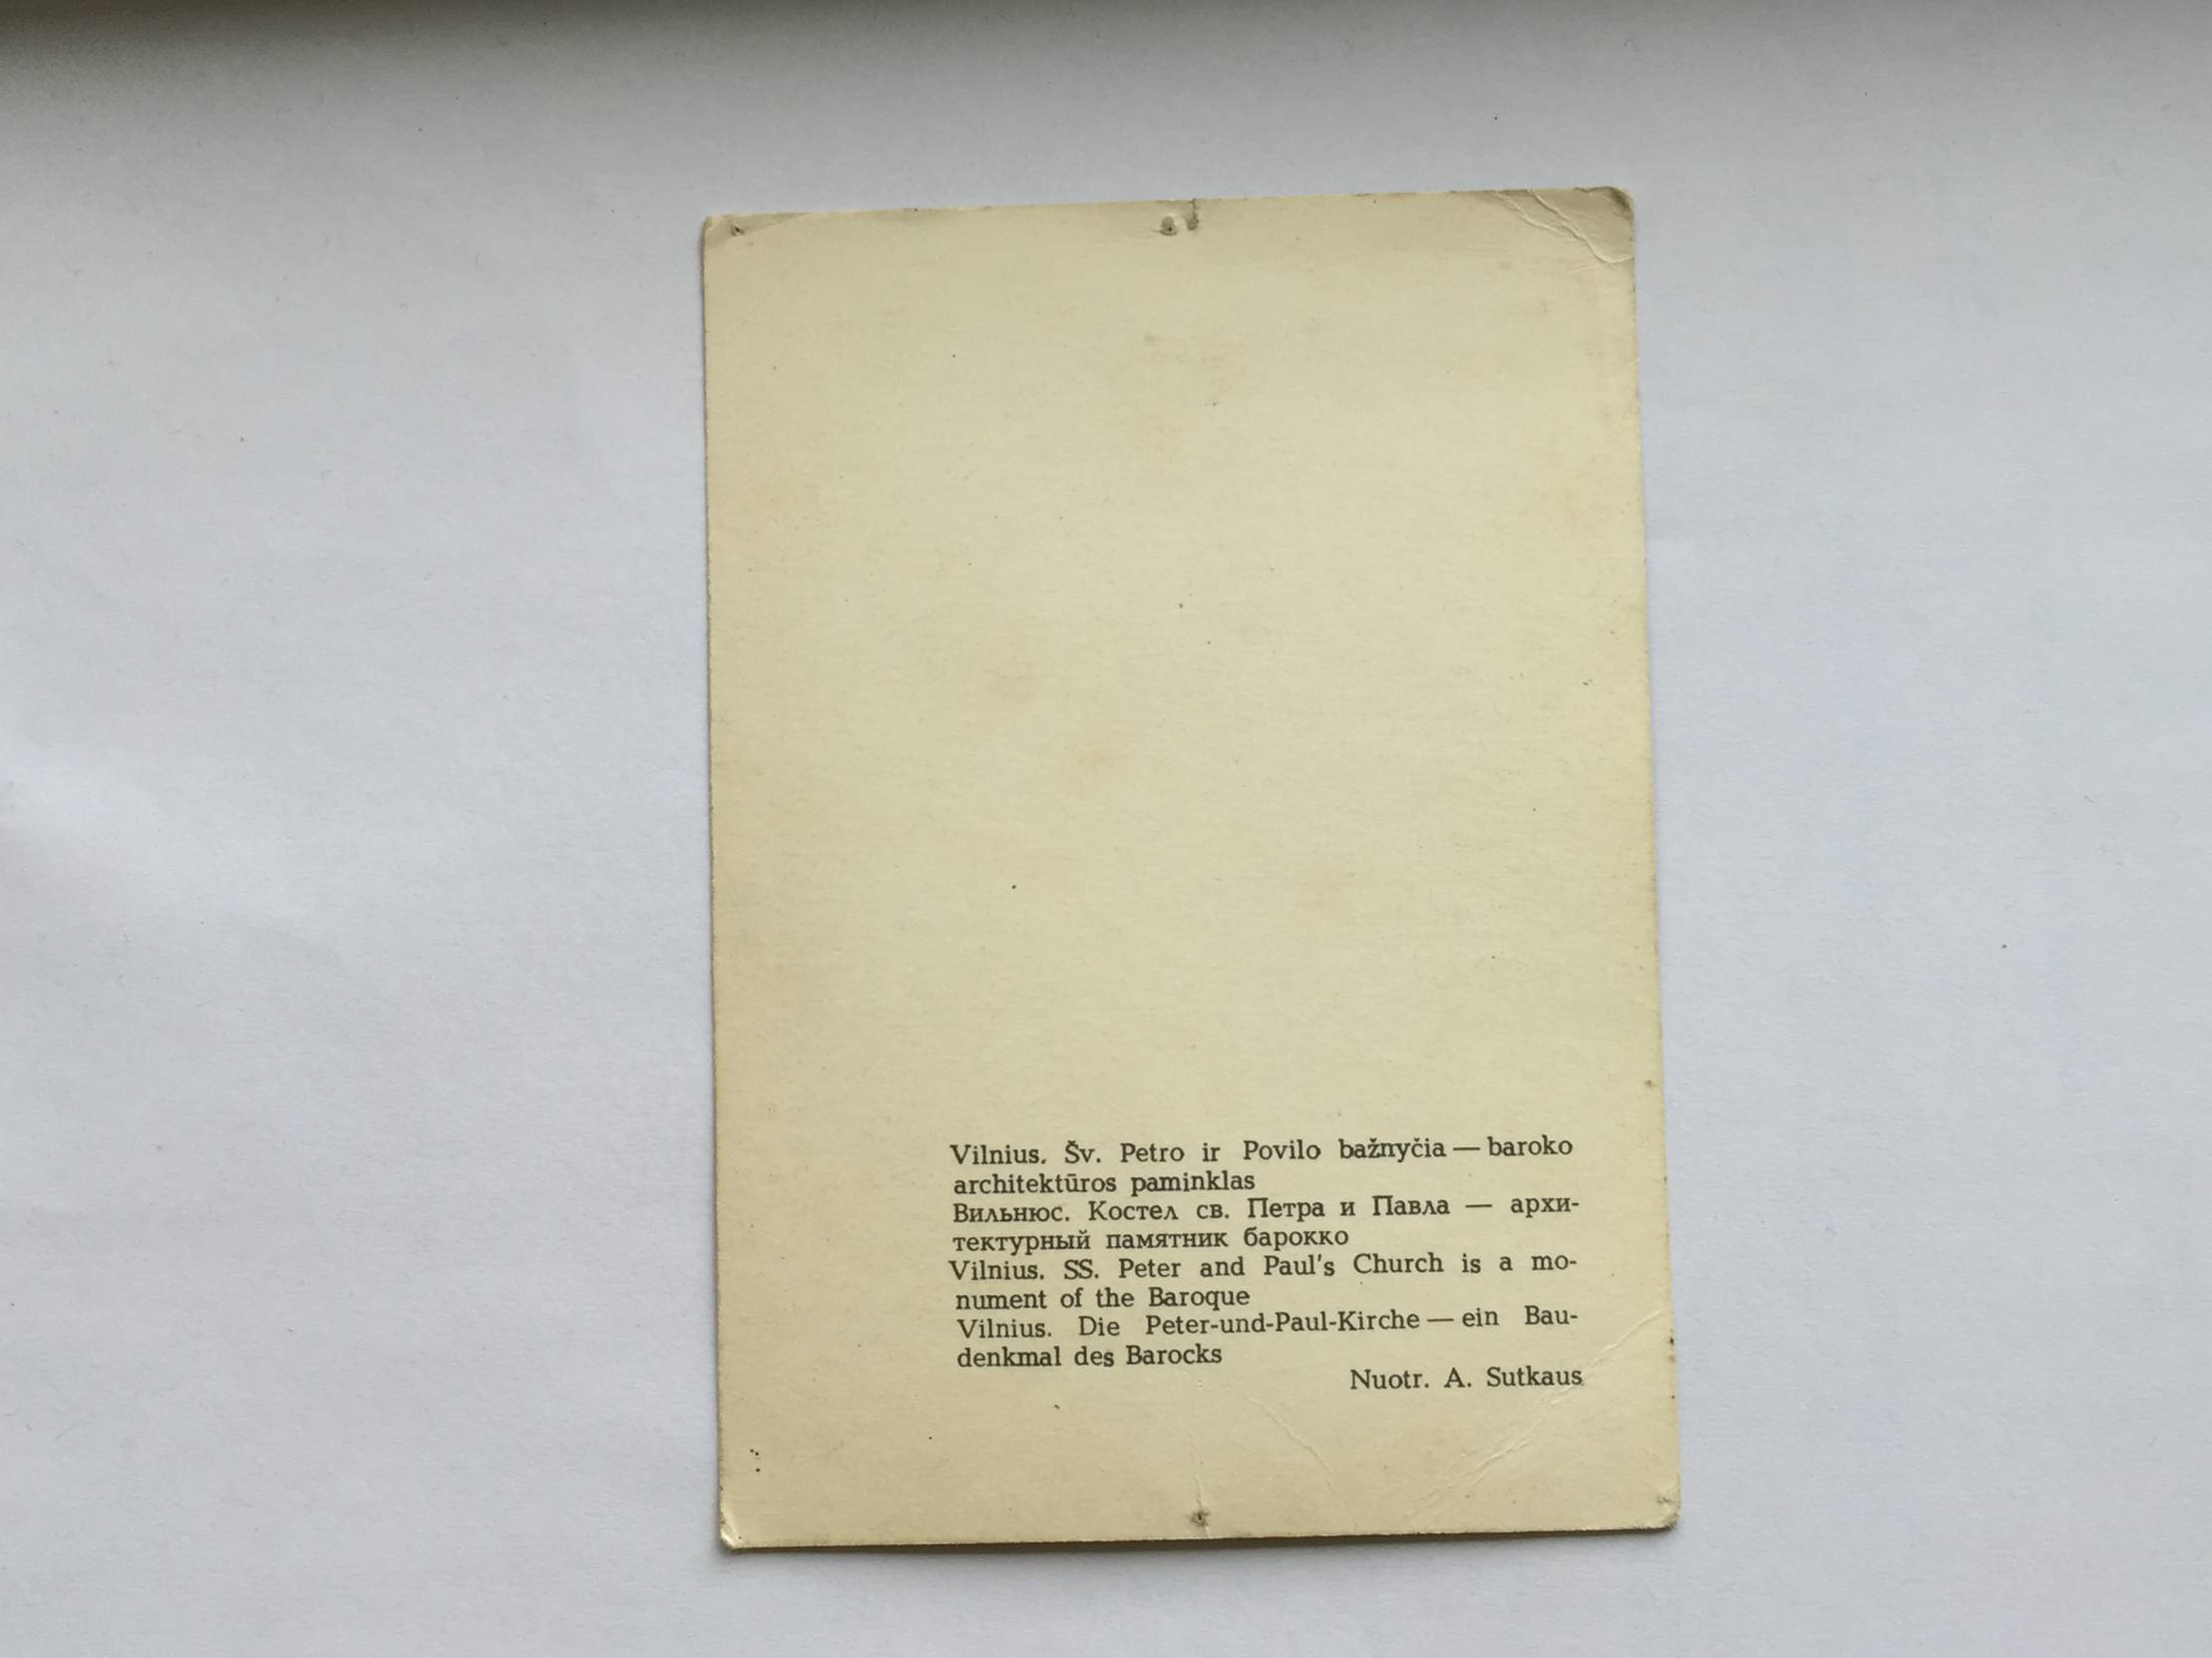 Vilnius. Šv. Petro ir Povilo bažnyčia — baroko
architektūros paminklas
Вильнюс. Костел св. Петра и Павла — архи-
тектурный памятник барокко
Vilnius. SS. Peter and Paul's Church is a mo-
nument of the Baroque
Vilnius. Die Peter-und-Paul-Kirche — ein Bau-
denkmal des Barocks
Nuotr. A. Sutkaus